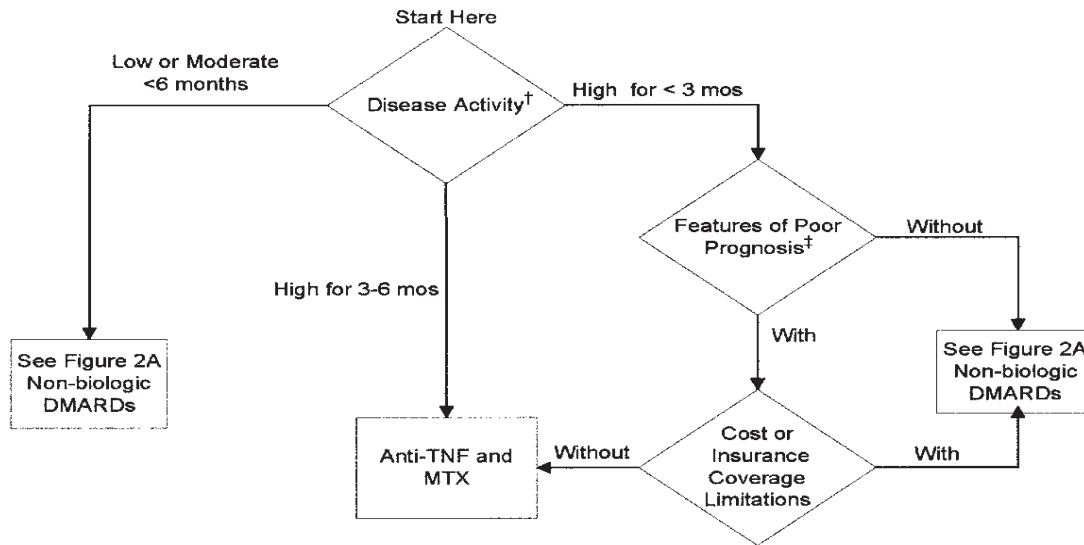 Start Here
Low or Moderate
<6 months
Disease Activity†
High for < 3 mos
Features of Poor
Prognosis‡
Without
High for 3-6 mos
See Figure 2A
Non-biologic
DMARDs
With
See Figure 2A
Non-biologic
DMARDs
Anti-TNF and
MTX
Without
Cost or
Insurance
Coverage
Limitations
With